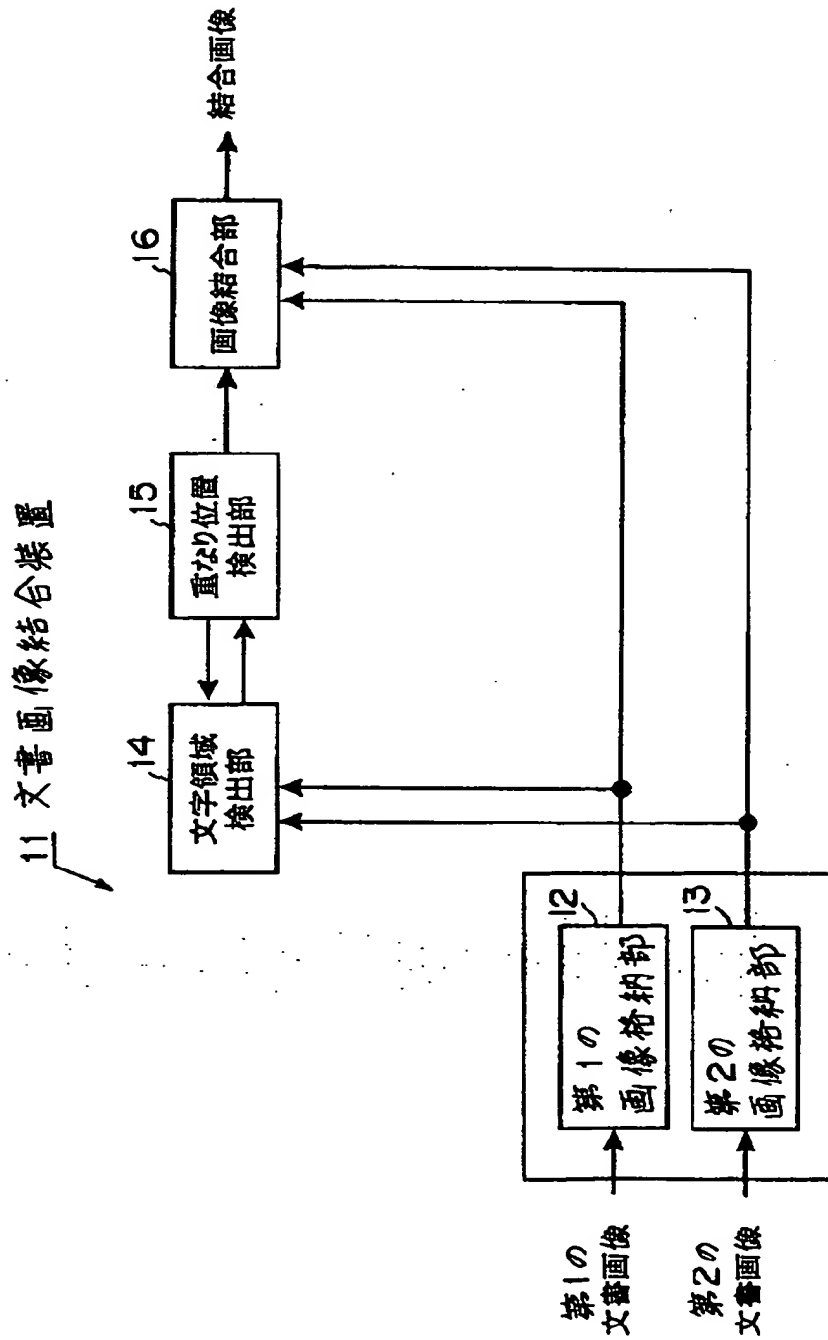 11 文書画像結合装置
14
文字領域
検出部
15
重なり位置
検出部
16
画像結合部
結合画像
12
第1の
画像格納部
13
第2の
画像格納部
第1の
文書画像
第2の
文書画像